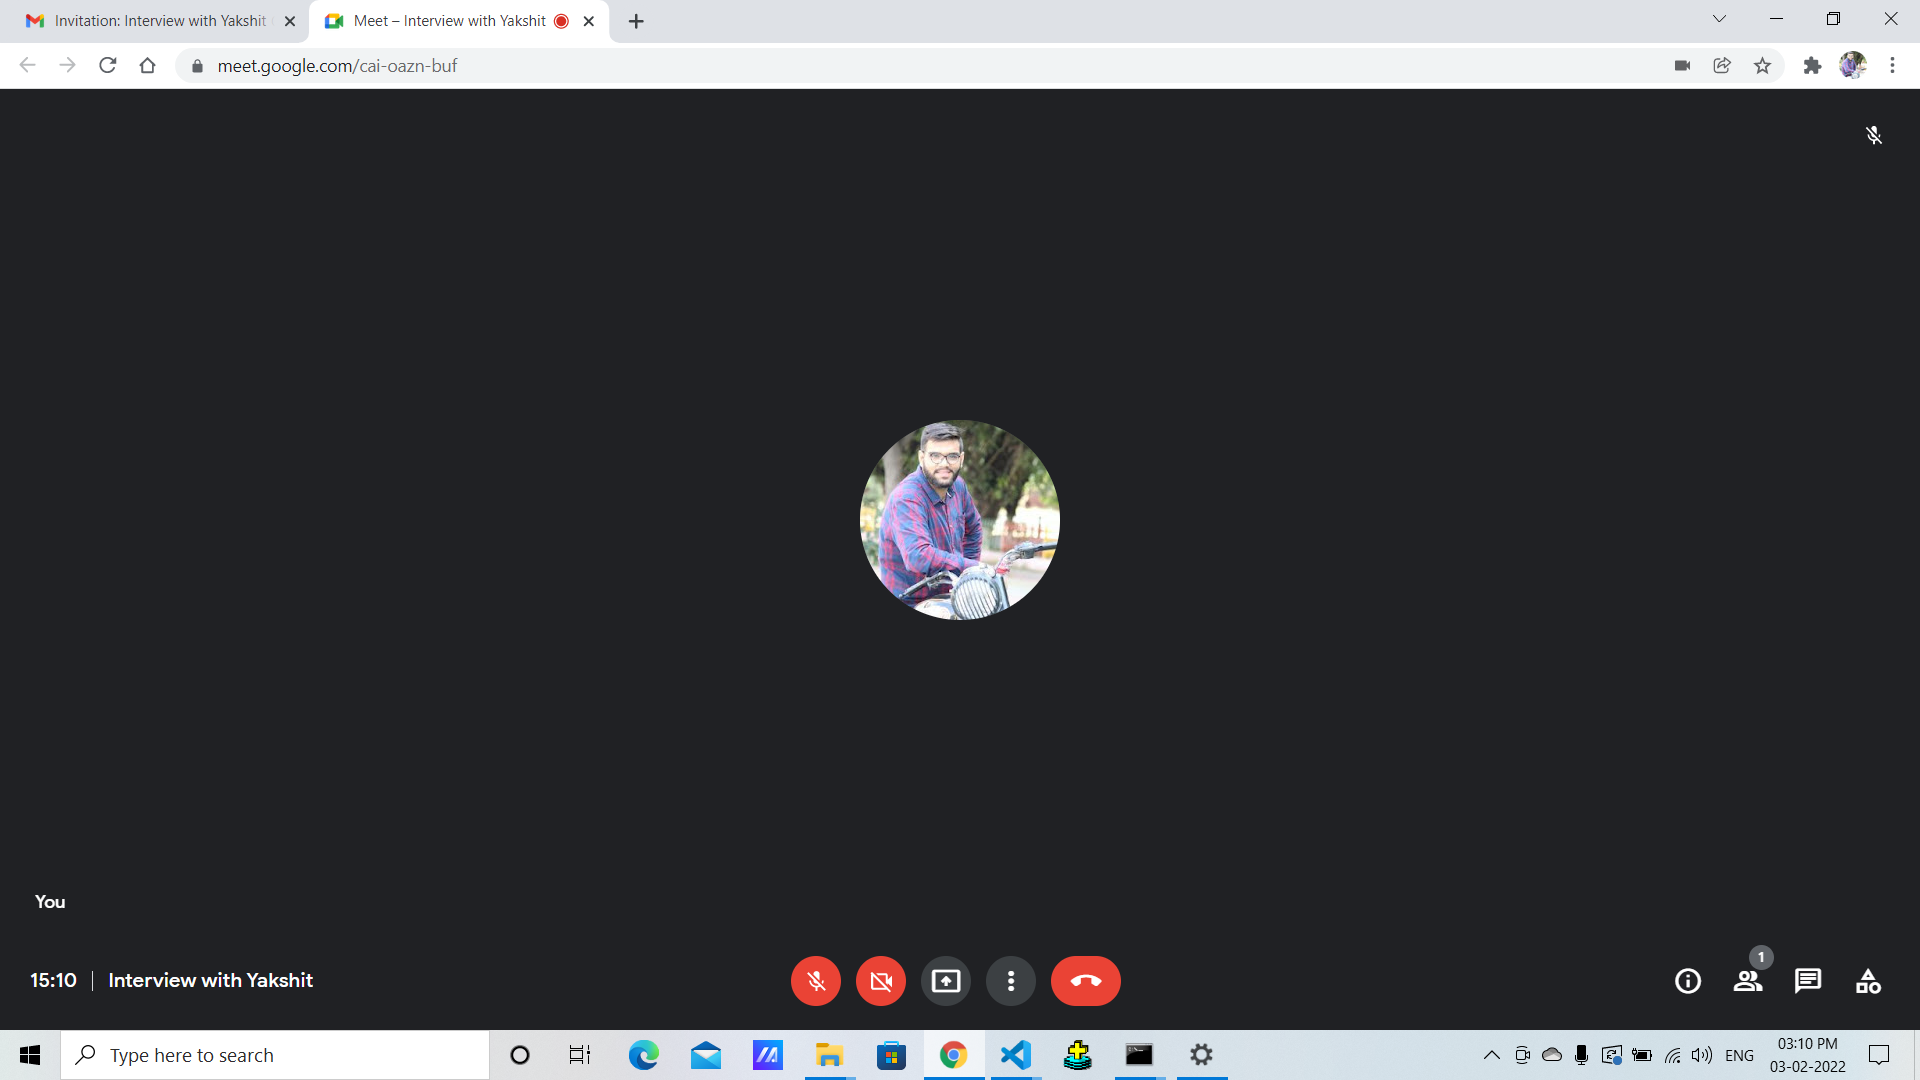 Invitation: Interview with Yakshit
Meet – Interview with Yakshit
meet.google.com/cai-oazn-buf
You
15:10 | Interview with Yakshit
1
Type here to search
ENG
03:10 PM
03-02-2022